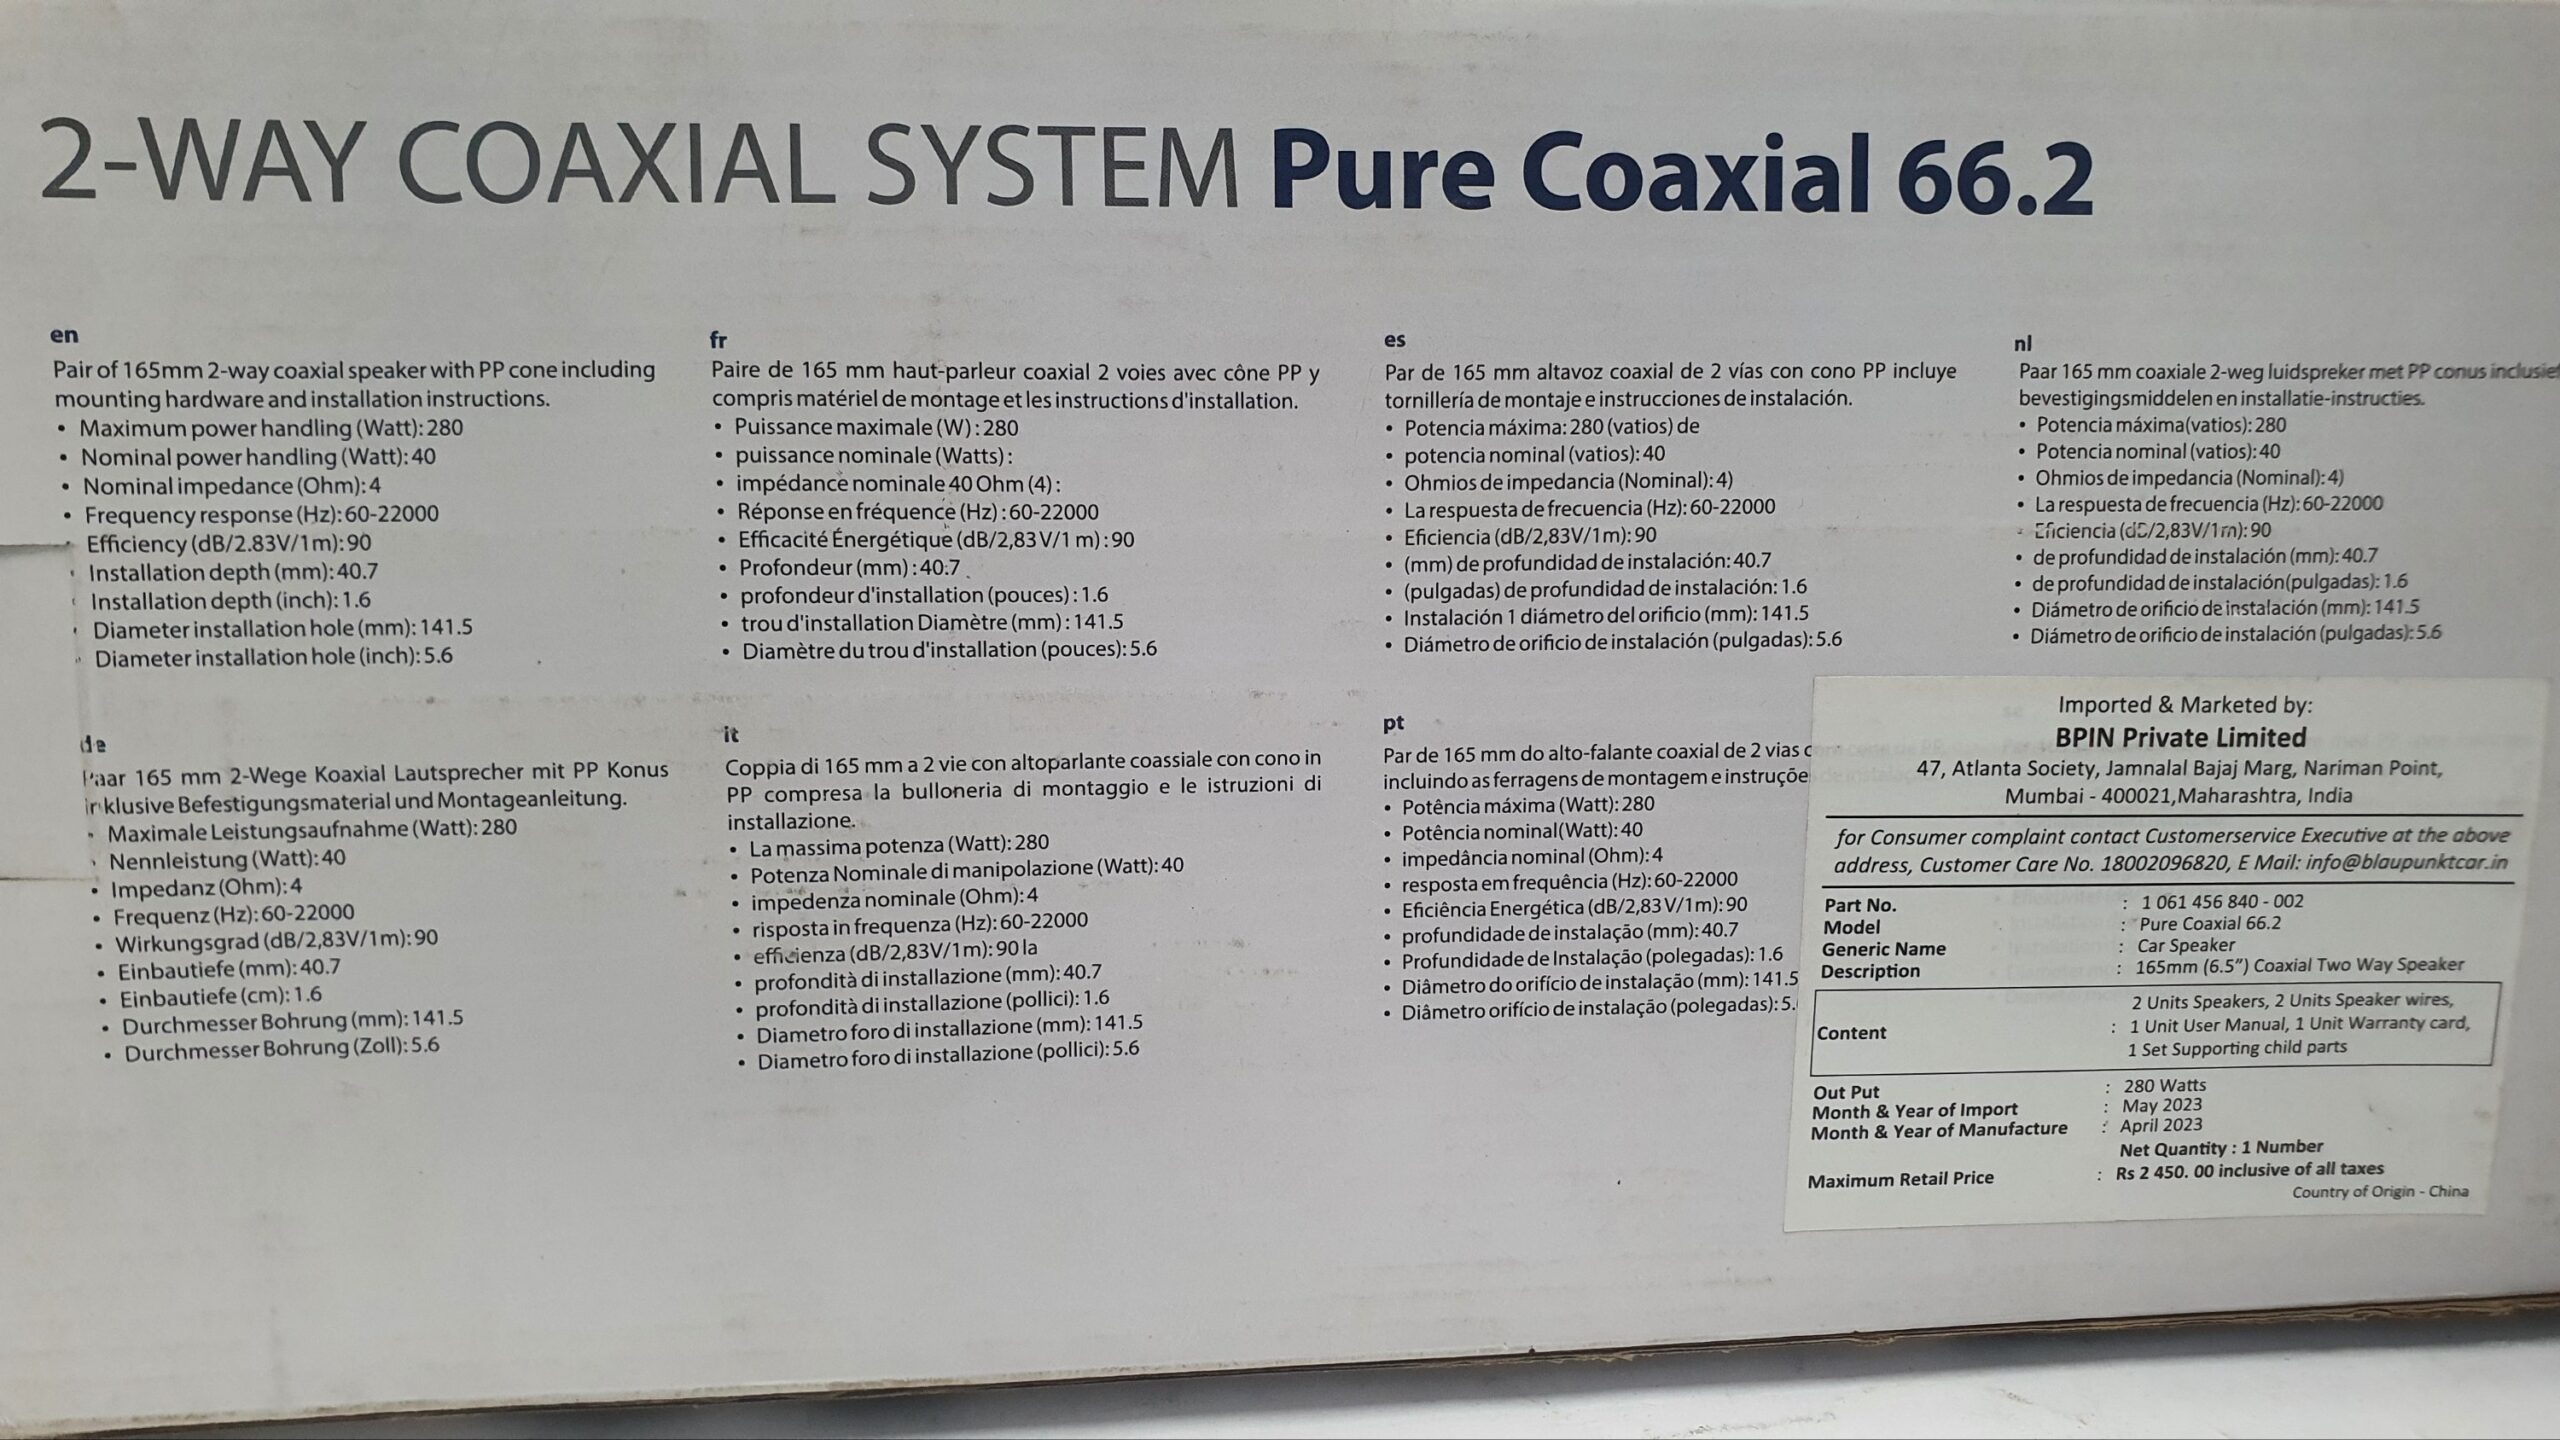 2-WAY COAXIAL SYSTEM Pure Coaxial 66.2
en
Pair of 165mm 2-way coaxial speaker with PP cone including
mounting hardware and installation instructions.
• Maximum power handling (Watt): 280
• Nominal power handling (Watt): 40
• Nominal impedance (Ohm): 4
• Frequency response (Hz): 60-22000
• Efficiency (dB/2.83V/1m): 90
• Installation depth (mm): 40.7
• Installation depth (inch): 1.6
• Diameter installation hole (mm): 141.5
• Diameter installation hole (inch): 5.6
fr
Paire de 165 mm haut-parleur coaxial 2 voies avec cône PP y
compris matériel de montage et les instructions d'installation.
• Puissance maximale (W) : 280
• puissance nominale (Watts) :
• impédance nominale 40 Ohm (4) :
• Réponse en fréquence (Hz) : 60-22000
• Efficacité Énergétique (dB/2,83 V/1 m) : 90
• Profondeur (mm) : 40.7
• profondeur d'installation (pouces) : 1.6
• trou d'installation Diamètre (mm) : 141.5
• Diamètre du trou d'installation (pouces): 5.6
es
Par de 165 mm altavoz coaxial de 2 vías con cono PP incluye
tornillería de montaje e instrucciones de instalación.
• Potencia máxima: 280 (vatios) de
• potencia nominal (vatios): 40
• Ohmios de impedancia (Nominal): 4)
• La respuesta de frecuencia (Hz): 60-22000
• Eficiencia (dB/2,83V/1m): 90
• (mm) de profundidad de instalación: 40.7
• (pulgadas) de profundidad de instalación: 1.6
• Instalación 1 diámetro del orificio (mm): 141.5
• Diámetro de orificio de instalación (pulgadas): 5.6
nl
Paar 165 mm coaxiale 2-weg luidspreker met PP conus inclusief
bevestigingsmiddelen en installatie-instructies.
• Potencia máxima(vatios): 280
• Potencia nominal (vatios): 40
• Ohmios de impedancia (Nominal): 4)
• La respuesta de frecuencia (Hz): 60-22000
• Eficiencia (dB/2,83V/1m): 90
• de profundidad de instalación (mm): 40.7
• de profundidad de instalación(pulgadas): 1.6
• Diámetro de orificio de instalación (mm): 141.5
• Diámetro de orificio de instalación (pulgadas): 5.6
de
Paar 165 mm 2-Wege Koaxial Lautsprecher mit PP Konus
inklusive Befestigungsmaterial und Montageanleitung.
• Maximale Leistungsaufnahme (Watt): 280
• Nennleistung (Watt): 40
• Impedanz (Ohm): 4
• Frequenz (Hz): 60-22000
• Wirkungsgrad (dB/2,83V/1m): 90
• Einbautiefe (mm): 40.7
• Einbautiefe (cm): 1.6
• Durchmesser Bohrung (mm): 141.5
• Durchmesser Bohrung (Zoll): 5.6
it
Coppia di 165 mm a 2 vie con altoparlante coassiale con cono in
PP compresa la bulloneria di montaggio e le istruzioni di
installazione.
• La massima potenza (Watt): 280
• Potenza Nominale di manipolazione (Watt): 40
• impedenza nominale (Ohm): 4
• risposta in frequenza (Hz): 60-22000
• efficienza (dB/2,83V/1m): 90 la
• profondità di installazione (mm): 40.7
• profondità di installazione (pollici): 1.6
• Diametro foro di installazione (mm): 141.5
• Diametro foro di installazione (pollici): 5.6
pt
Par de 165 mm do alto-falante coaxial de 2 vias
incluindo as ferragens de montagem e instruçõe
• Potência máxima (Watt): 280
• Potência nominal(Watt): 40
• impedância nominal (Ohm): 4
• resposta em frequência (Hz): 60-22000
• Eficiência Energética (dB/2,83 V/1m): 90
• profundidade de instalação (mm): 40.7
• Profundidade de Instalação (polegadas): 1.6
• Diâmetro do orifício de instalação (mm): 141.5
• Diâmetro orifício de instalação (polegadas): 5.
Imported & Marketed by:
BPIN Private Limited
47, Atlanta Society, Jamnalal Bajaj Marg, Nariman Point,
Mumbai - 400021,Maharashtra, India
for Consumer complaint contact Customerservice Executive at the above
address, Customer Care No. 18002096820, E Mail: info@blaupunktcar.in
Part No. : 1 061 456 840 - 002
Model : Pure Coaxial 66.2
Generic Name : Car Speaker
Description : 165mm (6.5") Coaxial Two Way Speaker
2 Units Speakers, 2 Units Speaker wires,
Content : 1 Unit User Manual, 1 Unit Warranty card,
1 Set Supporting child parts
Out Put : 280 Watts
Month & Year of Import : May 2023
Month & Year of Manufacture : April 2023
Net Quantity : 1 Number
Maximum Retail Price : Rs 2 450. 00 inclusive of all taxes
Country of Origin - China